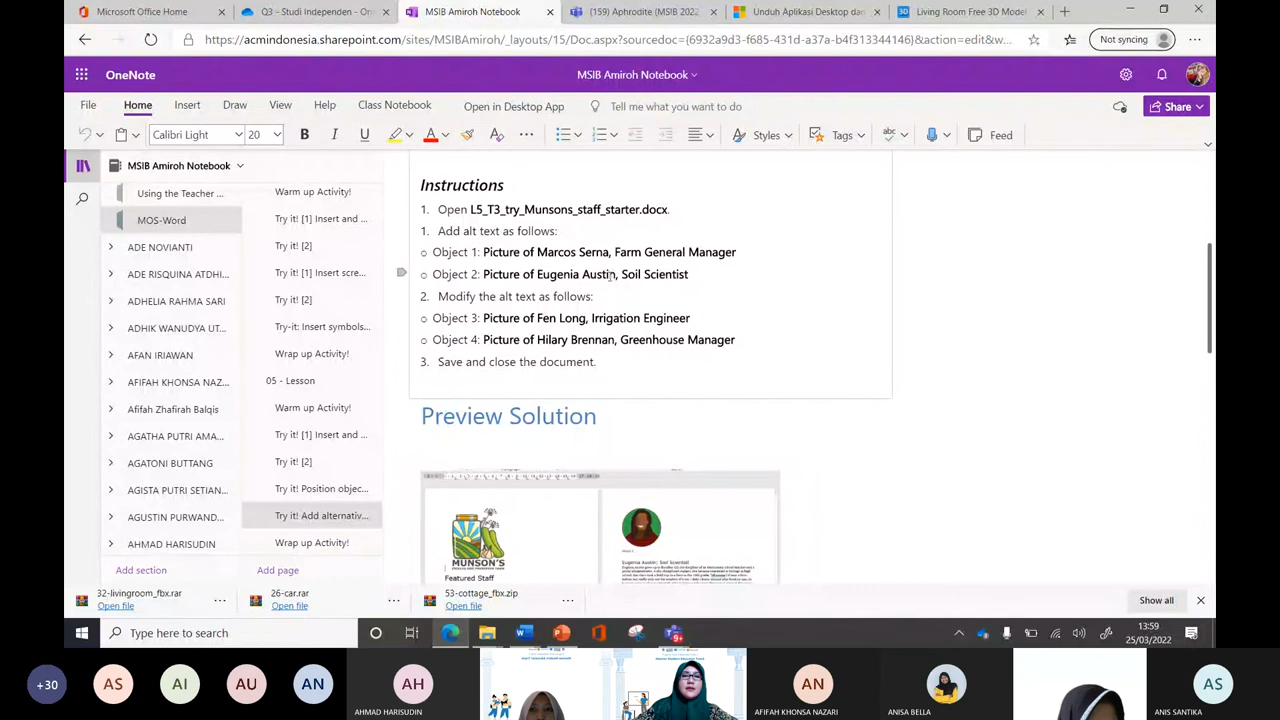 Microsoft Office Home
Q3 – Studi Independen - On
MSIB Amiroh Notebook
(159) Aphrodite (MSIB 2022
Unduh Aplikasi Desktop dan
Living Room Free 3D Model
https://acmindonesia.sharepoint.com/sites/MSIBAmiroh/_layouts/15/Doc.aspx?sourcedoc={6932a9d3-f685-431d-a37a-b4f313344146}&action=edit&w...
Not syncing
OneNote
MSIB Amiroh Notebook
File Home Insert Draw View Help Class Notebook Open in Desktop App Tell me what you want to do Share
Calibri Light 20 B I U A Styles Tags abc Feed
MSIB Amiroh Notebook
Using the Teacher ...
MOS-Word
ADE NOVIANTI
ADE RISQUINA ATDHI...
ADHELIA RAHMA SARI
ADHIK WANUDYA UT...
AFAN IRIAWAN
AFIFAH KHONSA NAZ...
Afifah Zhafirah Balqis
AGATHA PUTRI AMA...
AGATONI BUTTANG
AGISTA PUTRI SETIAN...
AGUSTIN PURWAND...
AHMAD HARISUDIN
Add section
Warm up Activity!
Try it! [1] Insert and ...
Try it! [2]
Try it! [1] Insert scre...
Try it! [2]
Try-it: Insert symbols...
Wrap up Activity!
05 - Lesson
Warm up Activity!
Try it! [1] Insert and ...
Try it! [2]
Try it! Position objec...
Try it! Add alternativ...
Wrap up Activity!
Add page
Instructions
1. Open L5_T3_try_Munsons_staff_starter.docx.
1. Add alt text as follows:
○ Object 1: Picture of Marcos Serna, Farm General Manager
○ Object 2: Picture of Eugenia Austin, Soil Scientist
2. Modify the alt text as follows:
○ Object 3: Picture of Fen Long, Irrigation Engineer
○ Object 4: Picture of Hilary Brennan, Greenhouse Manager
3. Save and close the document.
Preview Solution
MUNSON'S
Featured Staff
Eugenia Austin; Soil Scientist
32-livingroom_fbx.rar
Open file
26-car.rar
Open file
53-cottage_fbx.zip
Open file
Show all
Type here to search
13:59
25/03/2022
+30
AS
AI
AU
AN
AH
AHMAD HARISUDIN
AN
AFIFAH KHONSA NAZARI
ANISA BELLA
AS
ANIS SANTIKA